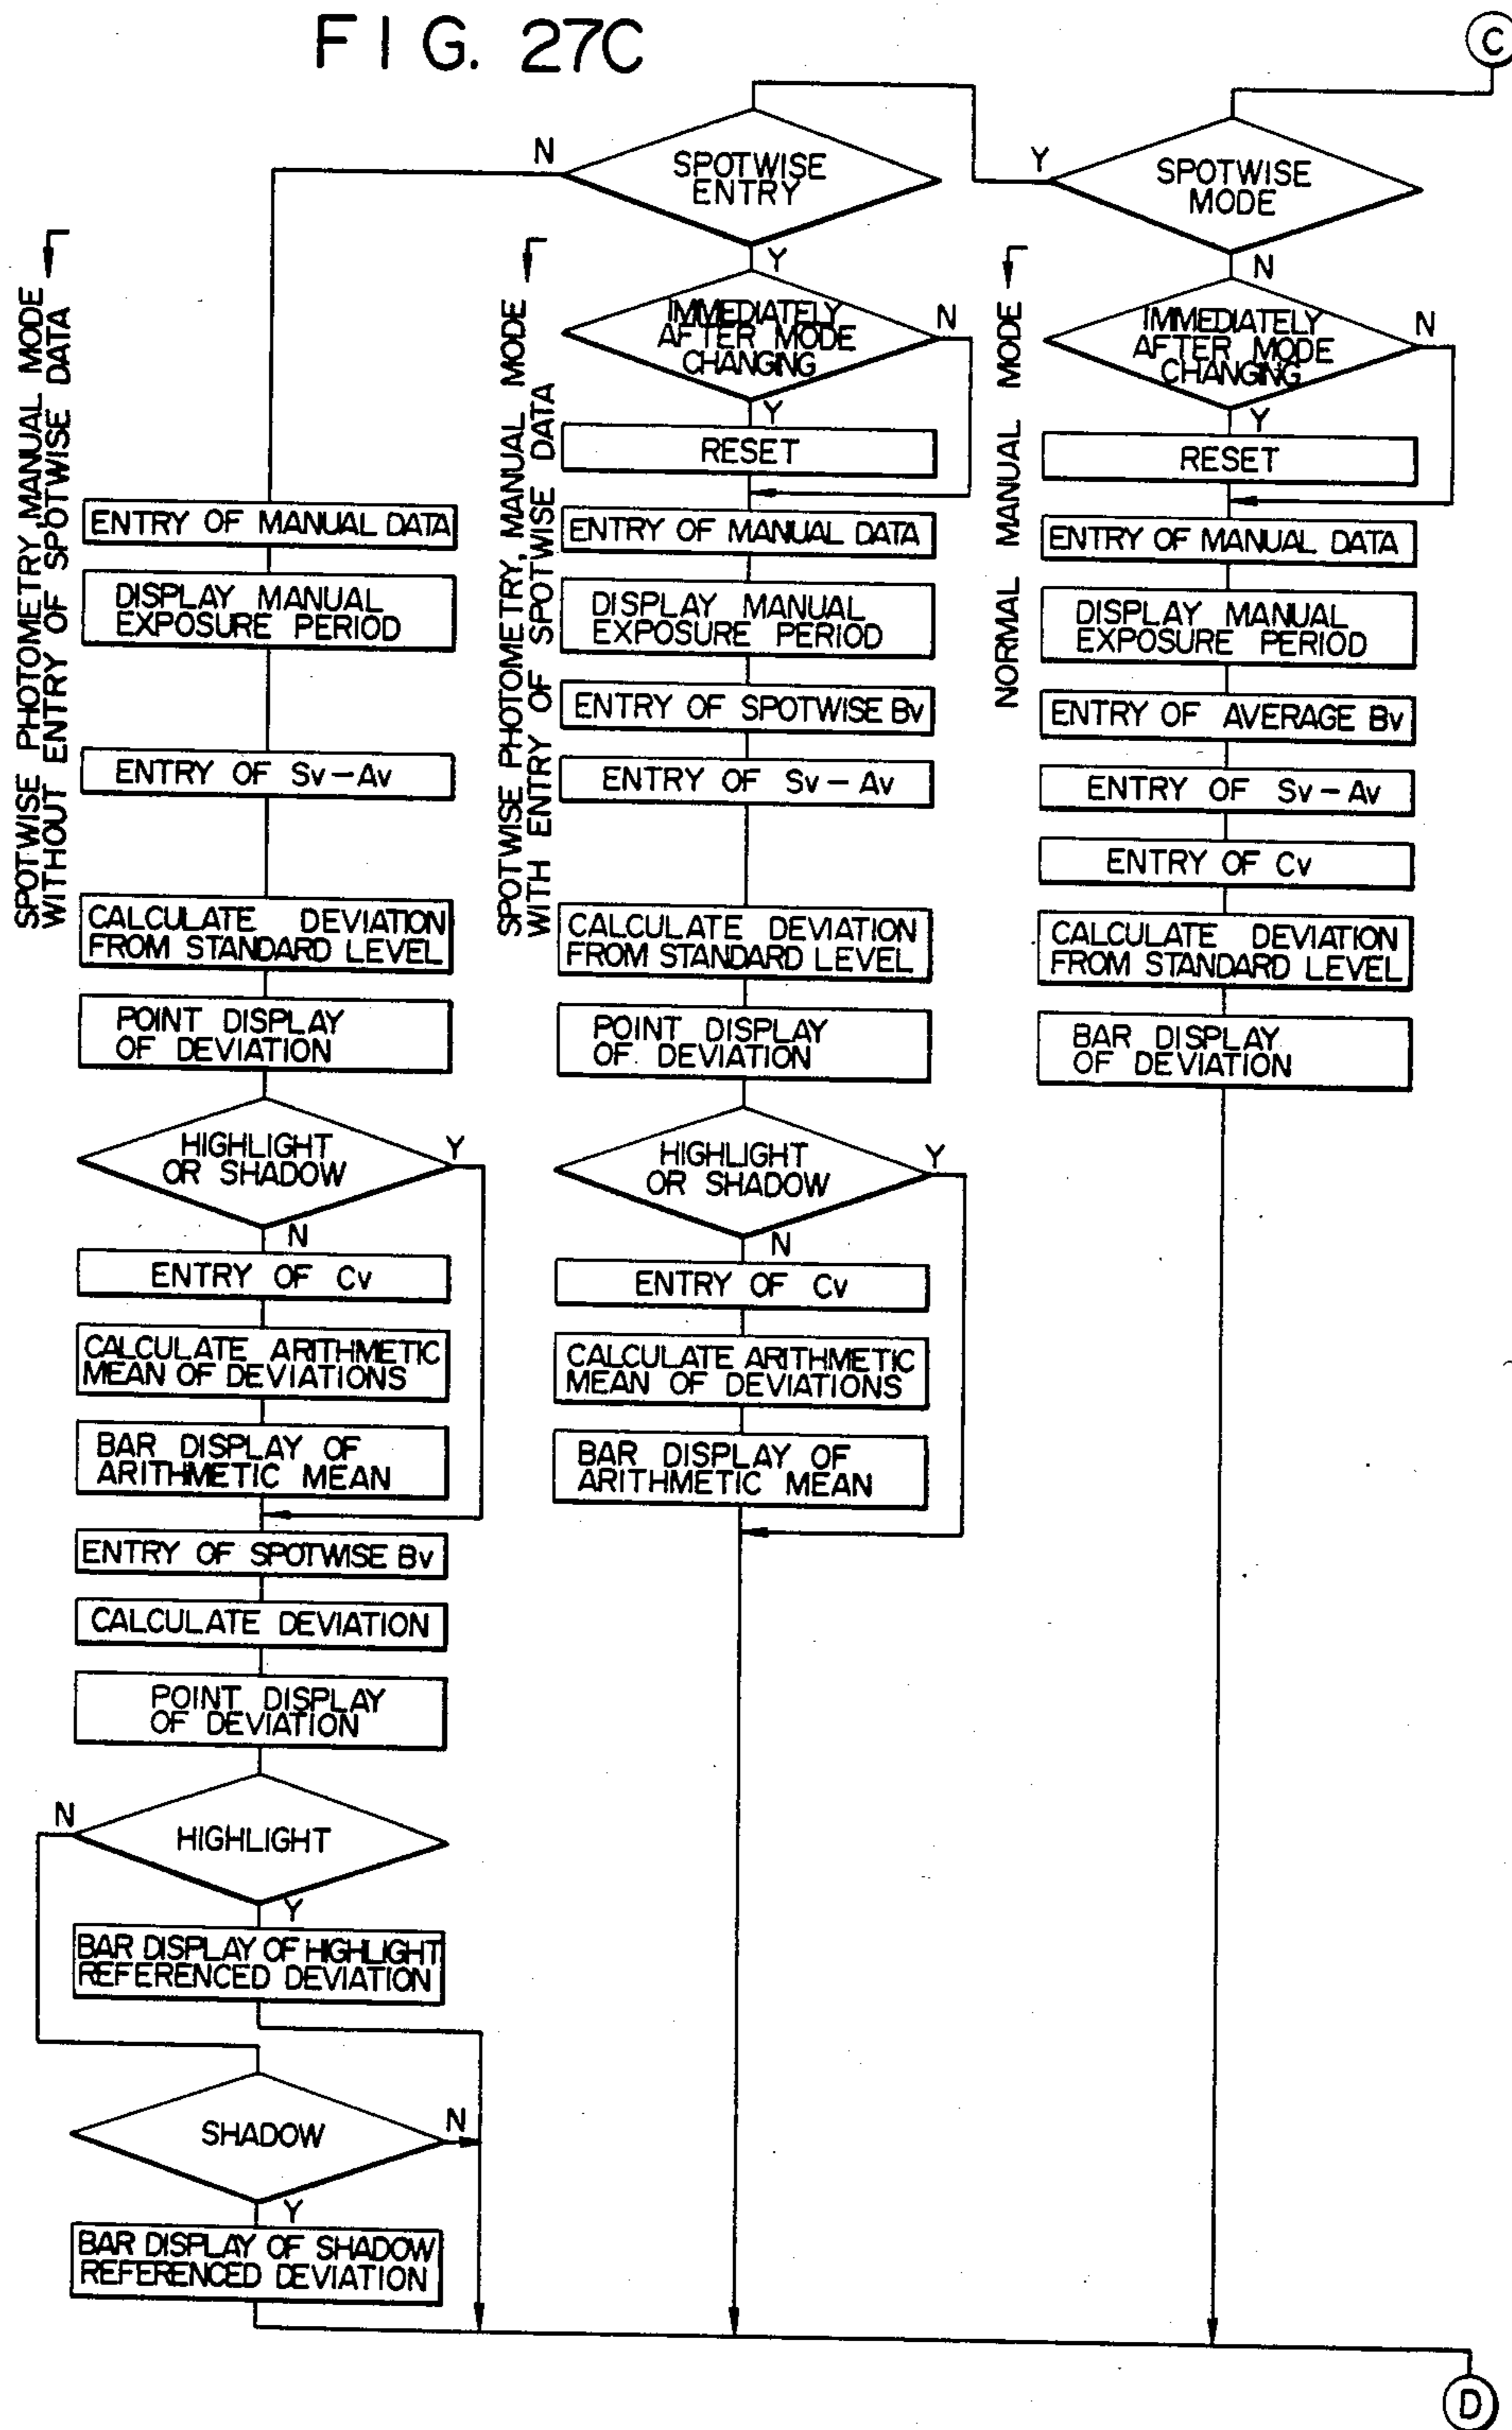 FIG. 27C
C
SPOTWISE
MODE
Y
N
SPOTWISE
ENTRY
N
Y
SPOTWISE PHOTOMETRY, MANUAL MODE
WITHOUT ENTRY OF SPOTWISE DATA
ENTRY OF MANUAL DATA
DISPLAY MANUAL
EXPOSURE PERIOD
ENTRY OF Sv-Av
CALCULATE DEVIATION
FROM STANDARD LEVEL
POINT DISPLAY
OF DEVIATION
HIGHLIGHT
OR SHADOW
Y
N
ENTRY OF Cv
CALCULATE ARITHMETIC
MEAN OF DEVIATIONS
BAR DISPLAY OF
ARITHMETIC MEAN
ENTRY OF SPOTWISE Bv
CALCULATE DEVIATION
POINT DISPLAY
OF DEVIATION
N
HIGHLIGHT
Y
BAR DISPLAY OF HIGHLIGHT
REFERENCED DEVIATION
SHADOW
N
Y
BAR DISPLAY OF SHADOW
REFERENCED DEVIATION
SPOTWISE PHOTOMETRY, MANUAL MODE
WITH ENTRY OF SPOTWISE DATA
IMMEDIATELY
AFTER MODE
CHANGING
N
Y
RESET
ENTRY OF MANUAL DATA
DISPLAY MANUAL
EXPOSURE PERIOD
ENTRY OF SPOTWISE Bv
ENTRY OF Sv-Av
CALCULATE DEVIATION
FROM STANDARD LEVEL
POINT DISPLAY
OF DEVIATION
HIGHLIGHT
OR SHADOW
Y
N
ENTRY OF Cv
CALCULATE ARITHMETIC
MEAN OF DEVIATIONS
BAR DISPLAY OF
ARITHMETIC MEAN
NORMAL MANUAL MODE
IMMEDIATELY
AFTER MODE
CHANGING
N
Y
RESET
ENTRY OF MANUAL DATA
DISPLAY MANUAL
EXPOSURE PERIOD
ENTRY OF AVERAGE Bv
ENTRY OF Sv-Av
ENTRY OF Cv
CALCULATE DEVIATION
FROM STANDARD LEVEL
BAR DISPLAY
OF DEVIATION
D